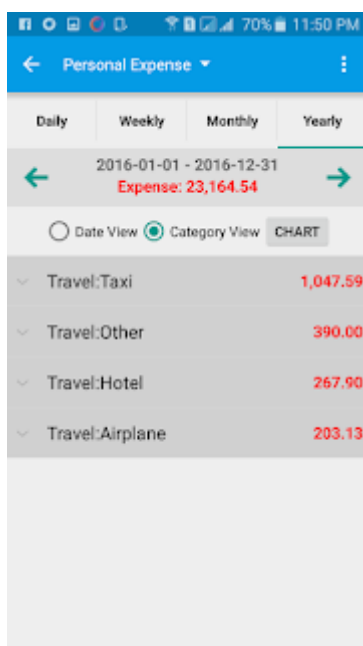 70% 11:50 PM
Personal Expense
Daily Weekly Monthly Yearly
2016-01-01 - 2016-12-31
Expense: 23,164.54
Date View Category View CHART
Travel:Taxi 1,047.59
Travel:Other 390.00
Travel:Hotel 267.90
Travel:Airplane 203.13